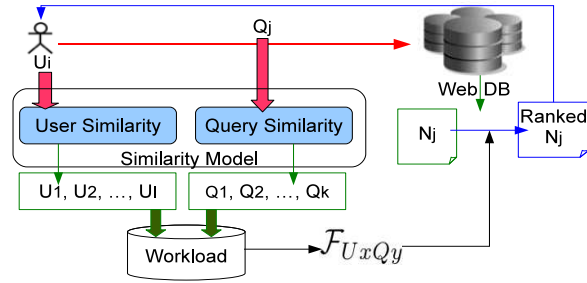 Qj
Ui
Web DB
User Similarity
Query Similarity
Similarity Model
Nj
Ranked
Nj
U1, U2, ..., Ul
Q1, Q2, ..., Qk
Workload
FUxQy